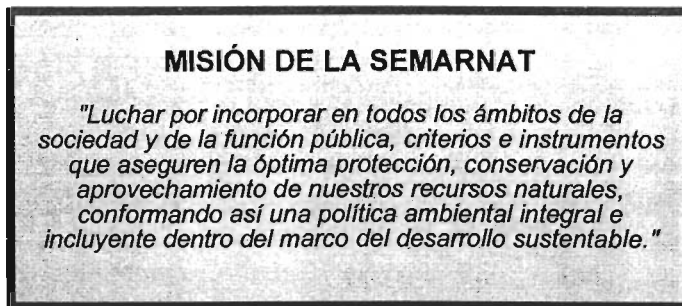 MISIÓN DE LA SEMARNAT
"Luchar por incorporar en todos los ámbitos de la
sociedad y de la función pública, criterios e instrumentos
que aseguren la óptima protección, conservación y
aprovechamiento de nuestros recursos naturales,
conformando así una política ambiental integral e
incluyente dentro del marco del desarrollo sustentable."